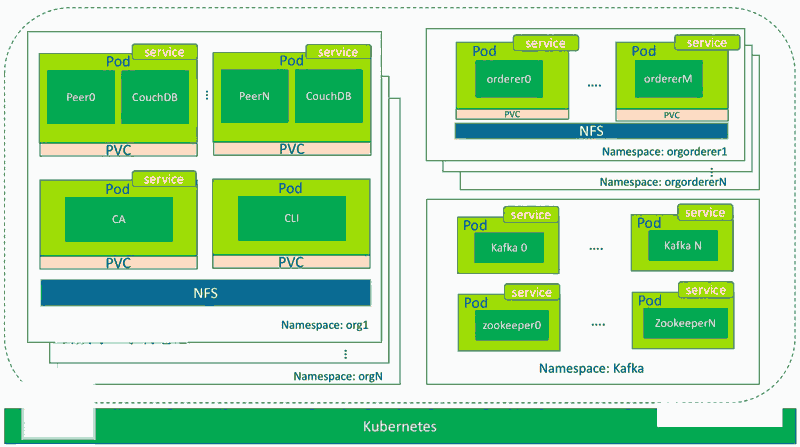 service
Pod
Peer0
CouchDB
PVC
service
Pod
PeerN
CouchDB
PVC
service
Pod
CA
PVC
Pod
CLI
PVC
NFS
Namespace: org1
Namespace: orgN
service
Pod
orderer0
PVC
....
service
Pod
ordererM
PVC
NFS
Namespace: orgorderer1
Namespace: orgordererN
service
Pod
Kafka 0
....
service
Pod
Kafka N
service
Pod
zookeeper0
....
service
Pod
ZookeeperN
Namespace: Kafka
Kubernetes